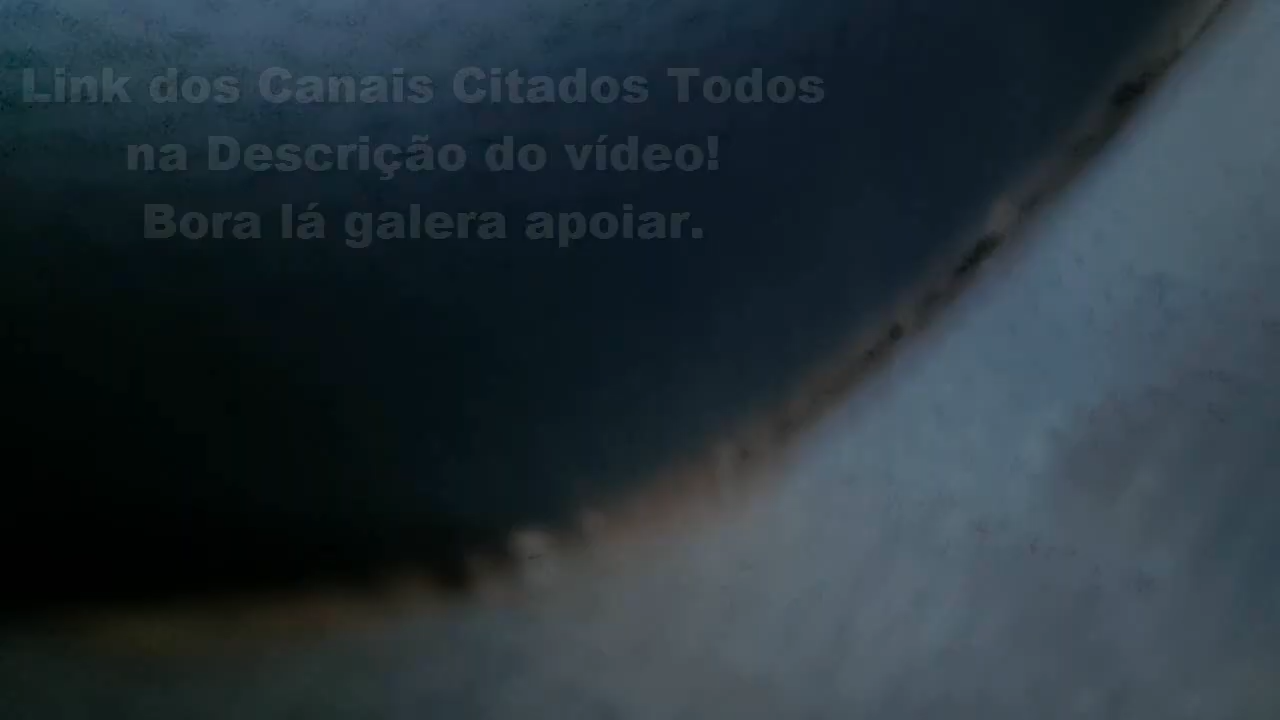 Link dos Canais Citados Todos
na Descrição do vídeo!
Bora lá galera apoiar.